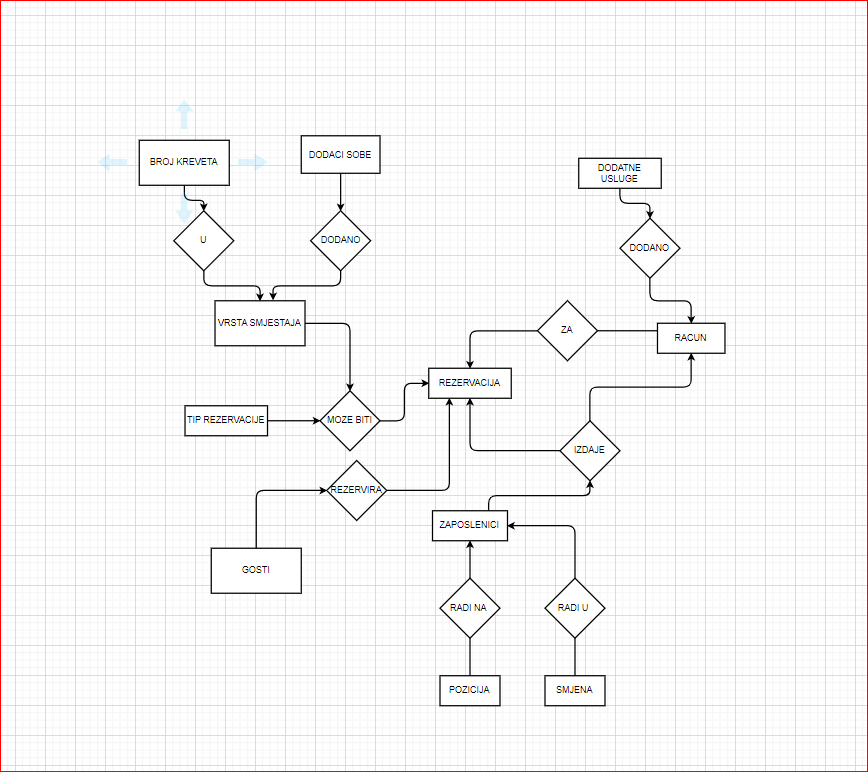 BROJ KREVETA
DODACI SOBE
DODATNE
USLUGE
U
DODANO
DODANO
VRSTA SMJESTAJA
ZA
RACUN
REZERVACIJA
TIP REZERVACIJE
MOZE BITI
IZDAJE
REZERVIRA
ZAPOSLENICI
GOSTI
RADI NA
RADI U
POZICIJA
SMJENA